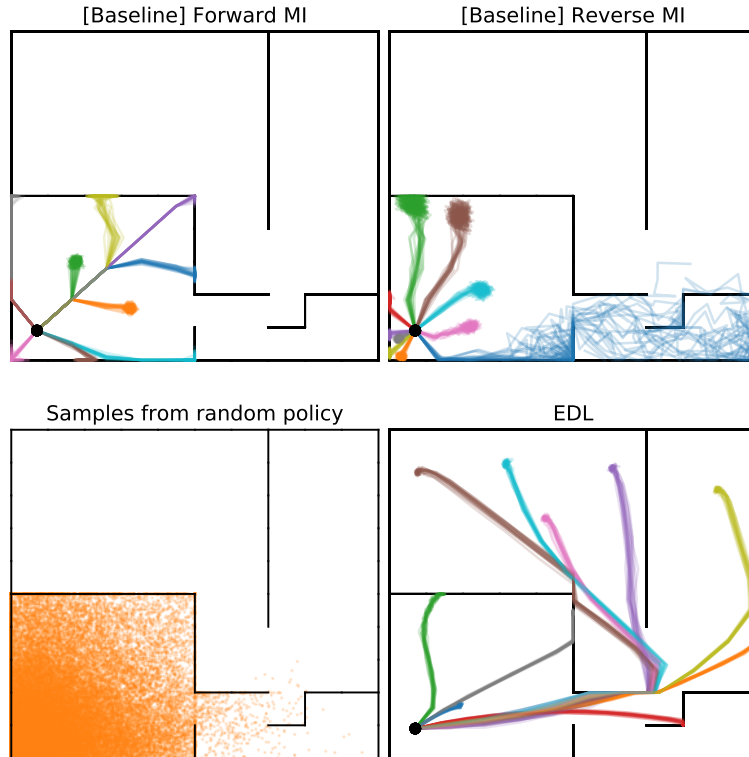 [Baseline] Forward MI
[Baseline] Reverse MI
Samples from random policy
EDL